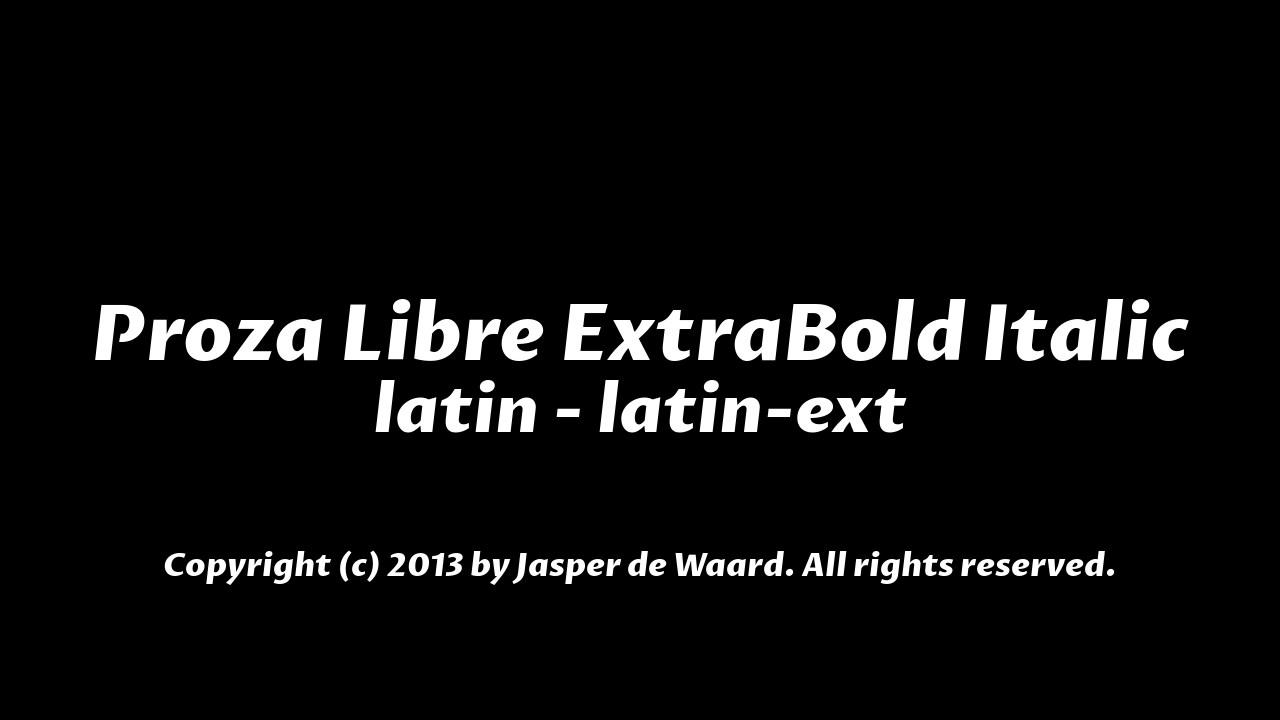 Proza Libre ExtraBold Italic
latin - latin-ext
Copyright (c) 2013 by Jasper de Waard. All rights reserved.